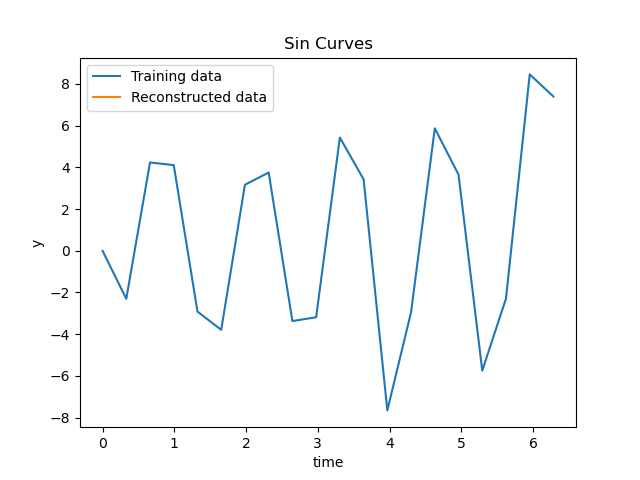 Sin Curves
Training data
Reconstructed data
8
6
4
2
0
−2
−4
−6
−8
y
0 1 2 3 4 5 6
time